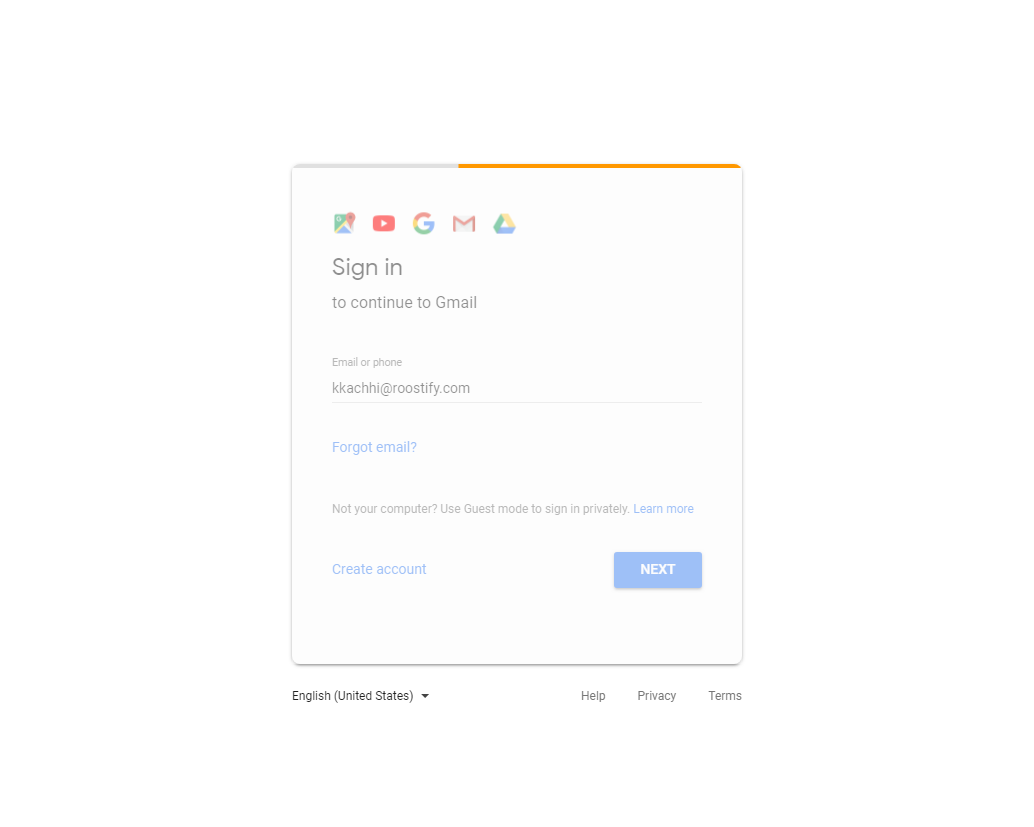 Sign in
to continue to Gmail
Email or phone
kkachhi@roostify.com
Forgot email?
Not your computer? Use Guest mode to sign in privately. Learn more
Create account
NEXT
English (United States)
Help
Privacy
Terms